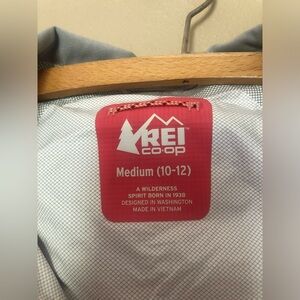 REI
CO·OP
Medium (10-12)
A WILDERNESS
SPIRIT BORN IN 1938
DESIGNED IN WASHINGTON
MADE IN VIETNAM